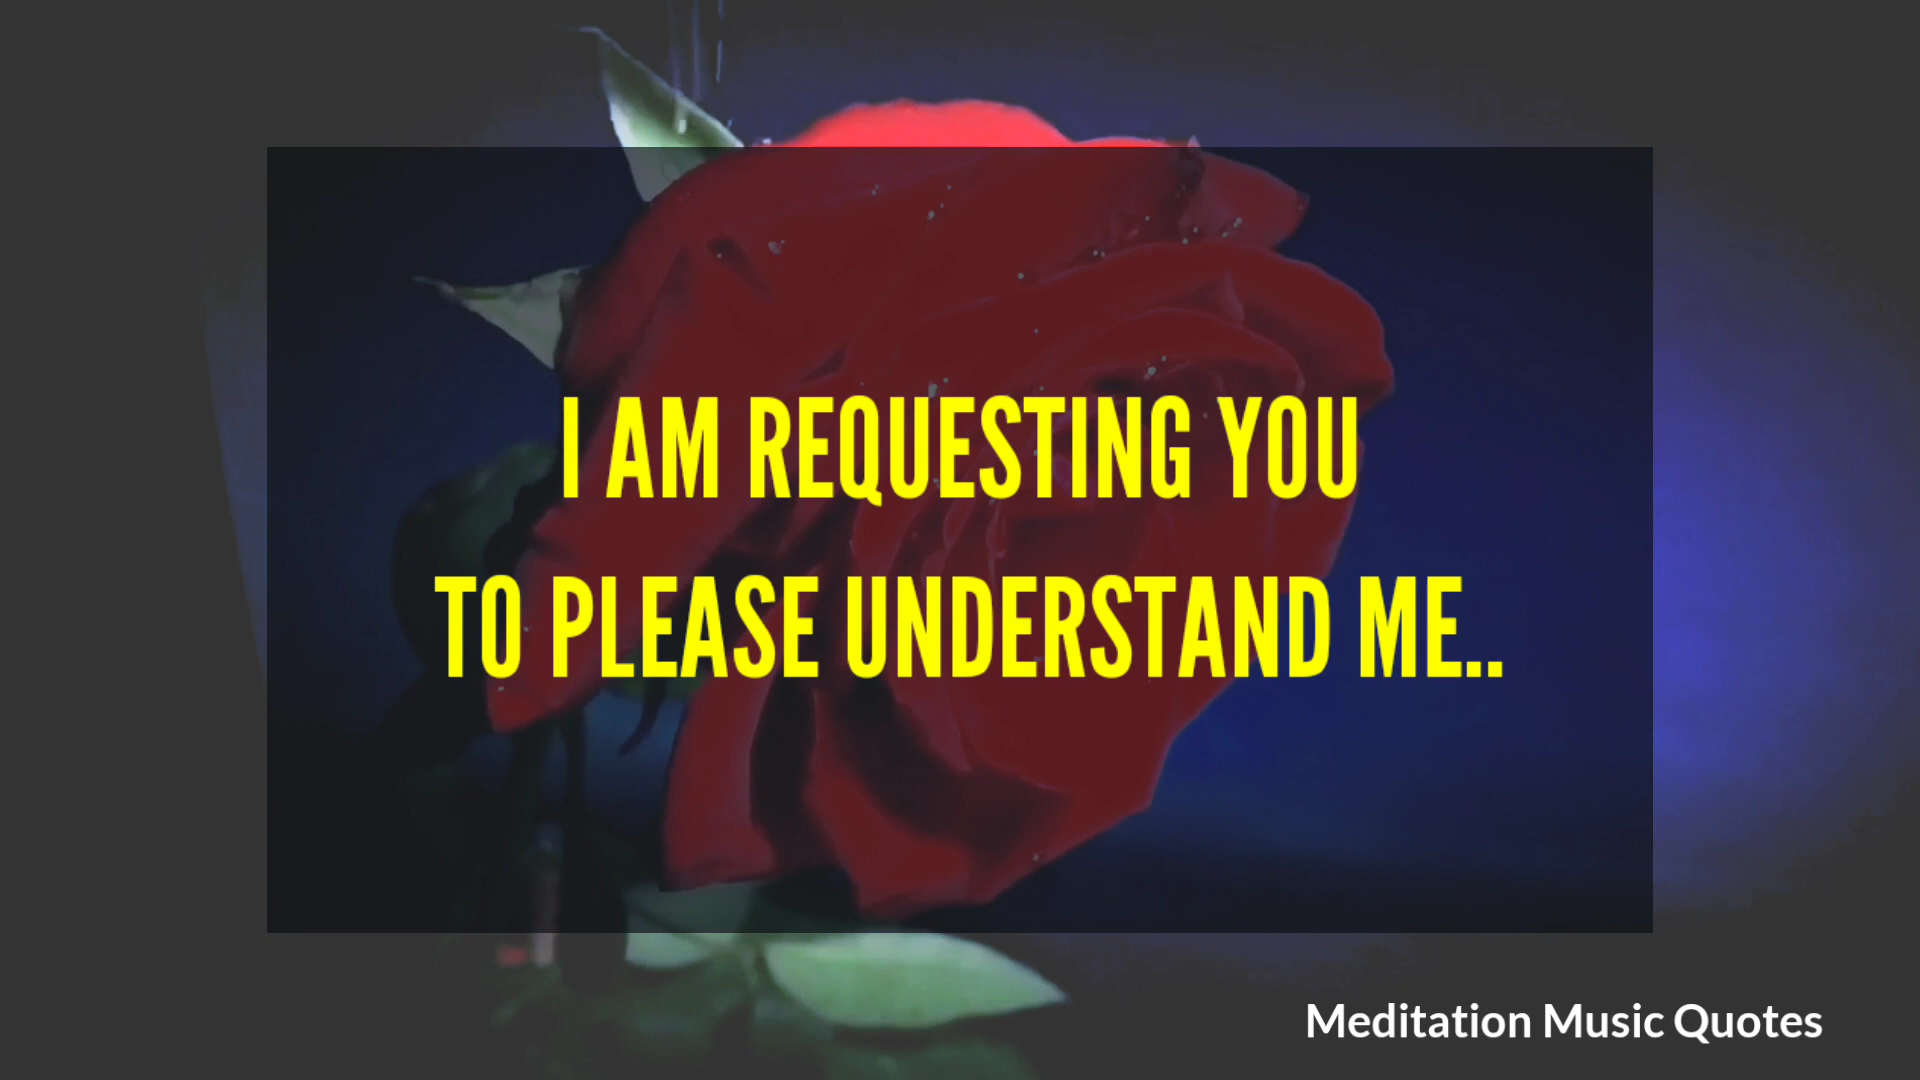 I AM REQUESTING YOU
TO PLEASE UNDERSTAND ME..
Meditation Music Quotes